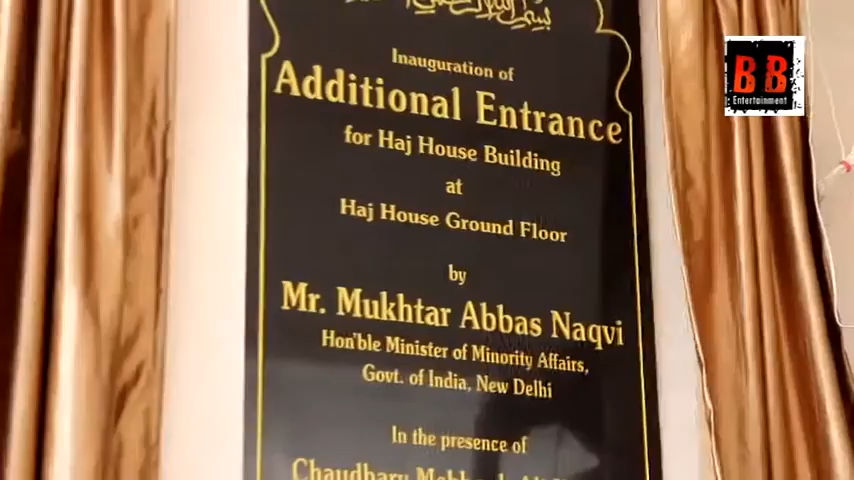 BB
Entertainment
Inauguration of
Additional Entrance
for Haj House Building
at
Haj House Ground Floor
by
Mr. Mukhtar Abbas Naqvi
Hon'ble Minister of Minority Affairs,
Govt. of India, New Delhi
In the presence of
Chaudhary